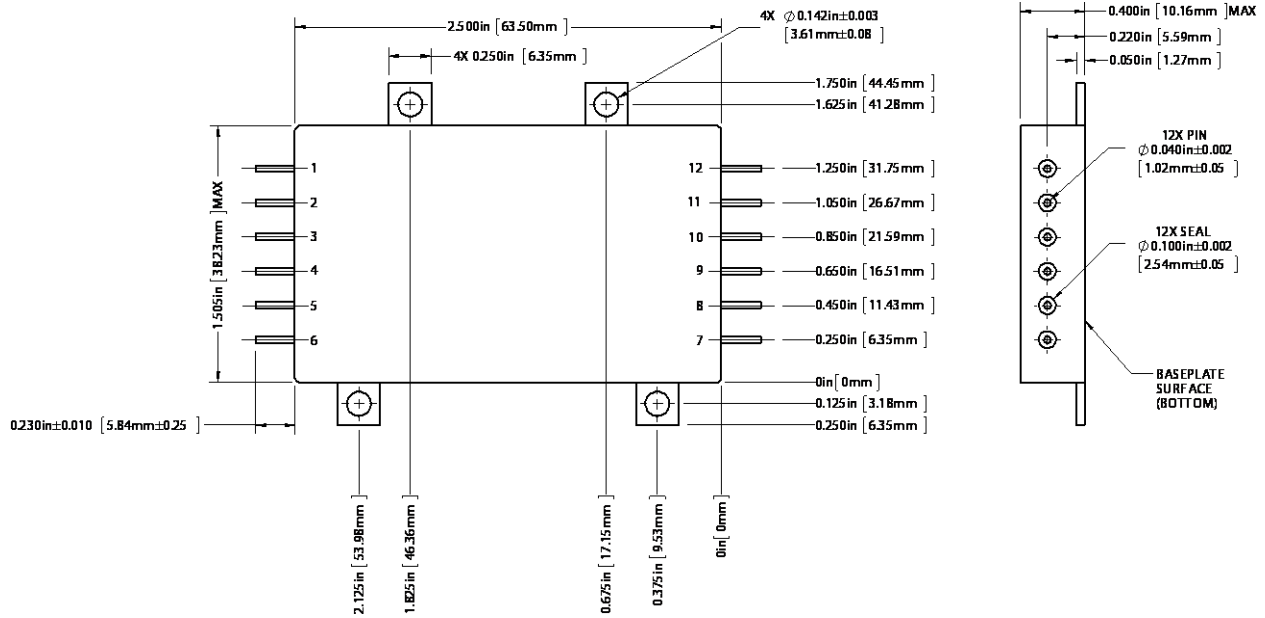 2.500in [63.50mm]
4X 0.250in [6.35mm]
4X Ø0.142in±0.003
[3.61mm±0.08]
1.750in [44.45mm]
1.625in [41.28mm]
1
2
3
4
5
6
12
11
10
9
8
7
1.250in [31.75mm]
1.050in [26.67mm]
0.850in [21.59mm]
0.650in [16.51mm]
0.450in [11.43mm]
0.250in [6.35mm]
0in [0mm]
0.125in [3.18mm]
0.250in [6.35mm]
1.505in [38.23mm] MAX
0.230in±0.010 [5.84mm±0.25]
2.125in [53.98mm]
1.825in [46.36mm]
0.675in [17.15mm]
0.375in [9.53mm]
0in [0mm]
0.400in [10.16mm] MAX
0.220in [5.59mm]
0.050in [1.27mm]
12X PIN
Ø0.040in±0.002
[1.02mm±0.05]
12X SEAL
Ø0.100in±0.002
[2.54mm±0.05]
BASEPLATE
SURFACE
(BOTTOM)